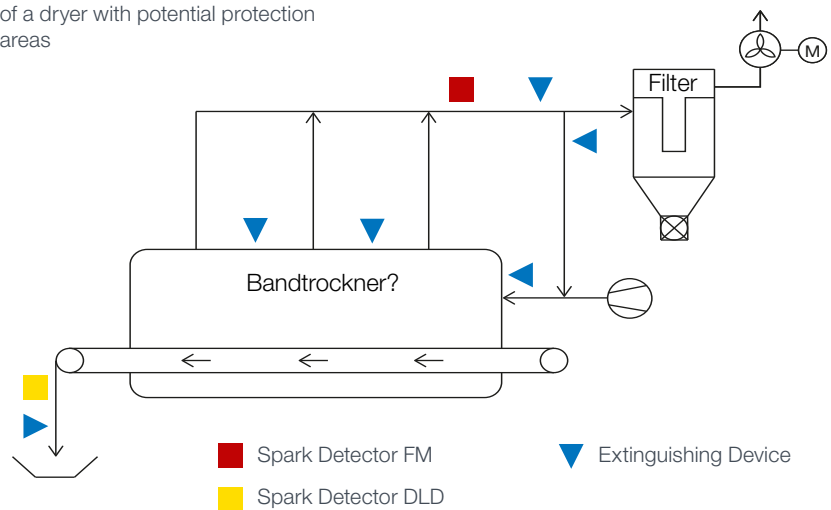 of a dryer with potential protection
areas
M
Filter
Bandtrockner?
Spark Detector FM
Extinguishing Device
Spark Detector DLD